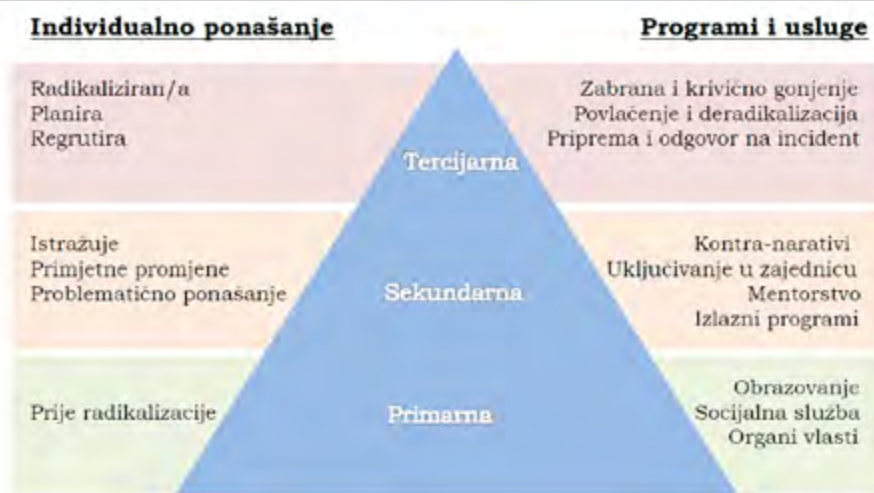 Individualno ponašanje
Programi i usluge
Radikaliziran/a
Planira
Regrutira
Tercijarna
Zabrana i krivično gonjenje
Povlačenje i deradikalizacija
Priprema i odgovor na incident
Istražuje
Primjetne promjene
Problematično ponašanje
Sekundarna
Kontra-narativi
Uključivanje u zajednicu
Mentorstvo
Izlazni programi
Prije radikalizacije
Primarna
Obrazovanje
Socijalna služba
Organi vlasti